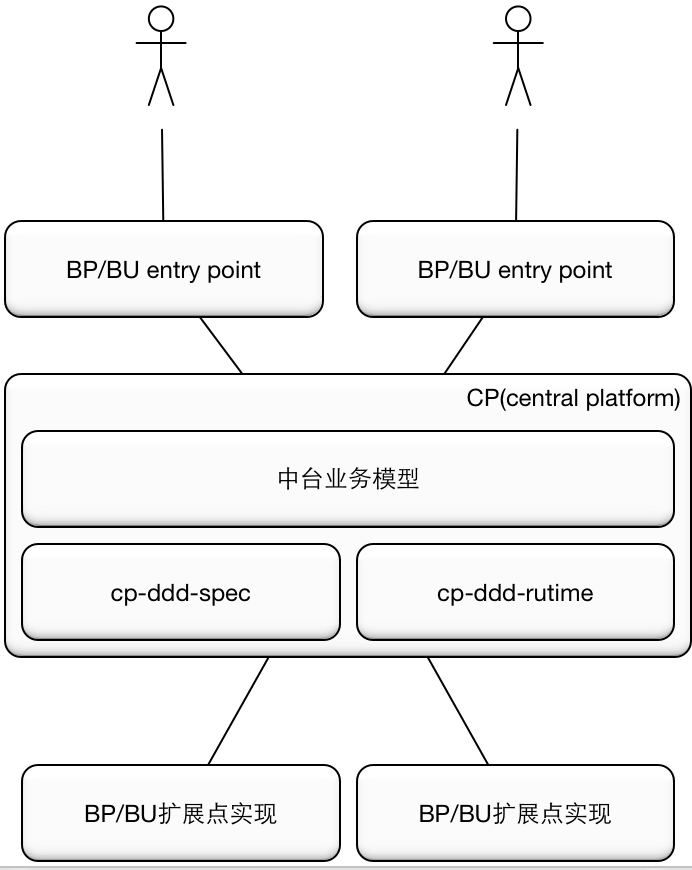 BP/BU entry point
BP/BU entry point
CP(central platform)
中台业务模型
cp-ddd-spec
cp-ddd-rutime
BP/BU扩展点实现
BP/BU扩展点实现